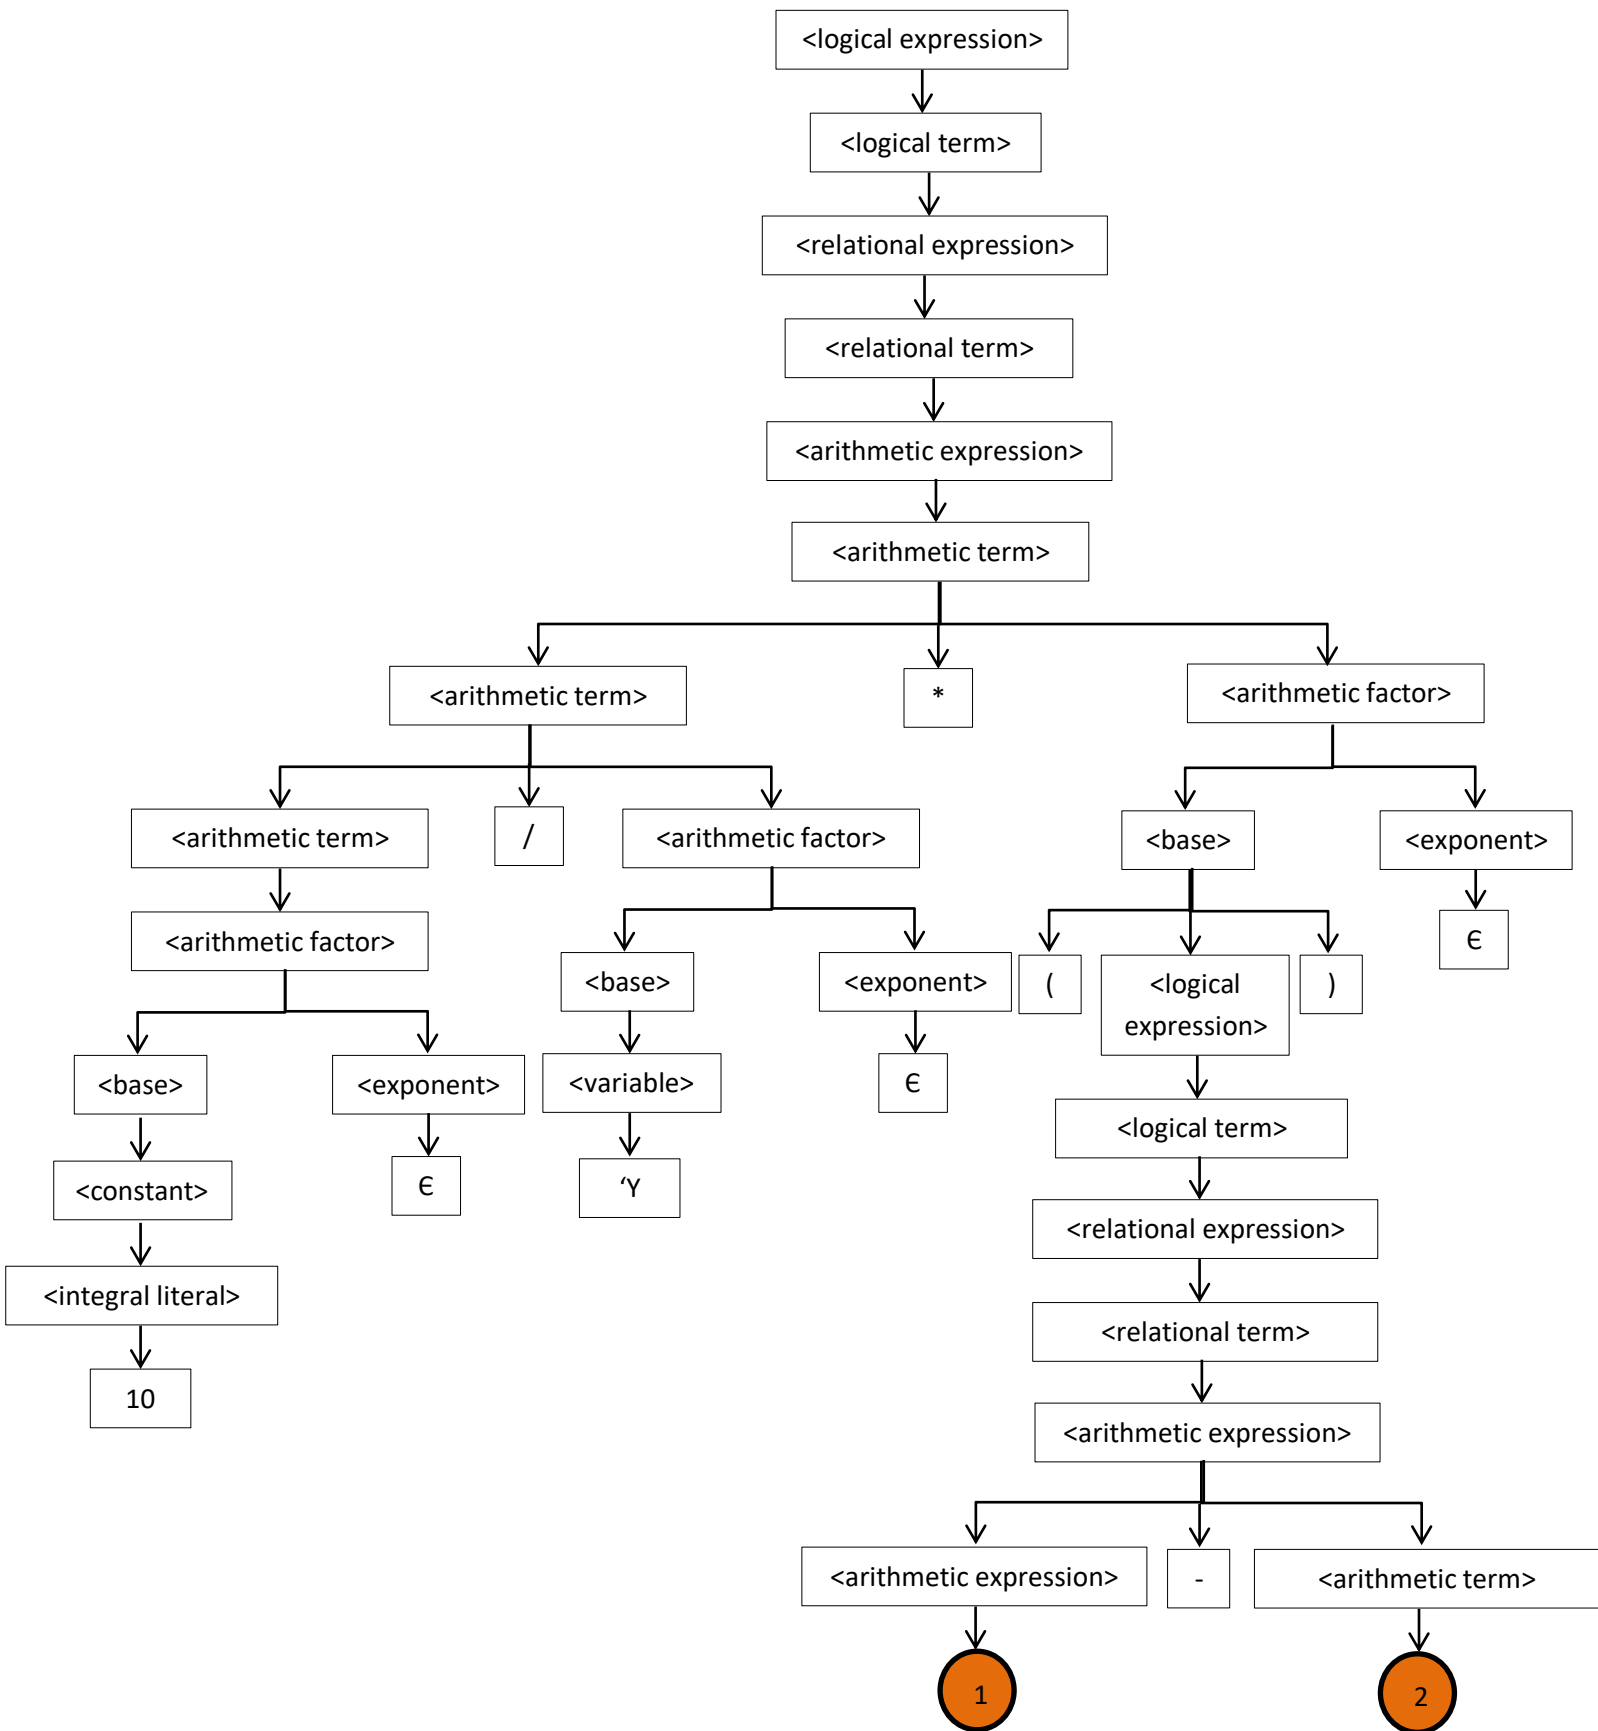 <logical expression>
<logical term>
<relational expression>
<relational term>
<arithmetic expression>
<arithmetic term>
<arithmetic term>
*
<arithmetic factor>
<arithmetic term>
/
<arithmetic factor>
<base>
<exponent>
<arithmetic factor>
<base>
<exponent>
(
<logical
expression>
)
Є
<base>
<exponent>
<variable>
Є
<constant>
Є
‘Y
<logical term>
<integral literal>
<relational expression>
10
<relational term>
<arithmetic expression>
<arithmetic expression>
-
<arithmetic term>
1
2